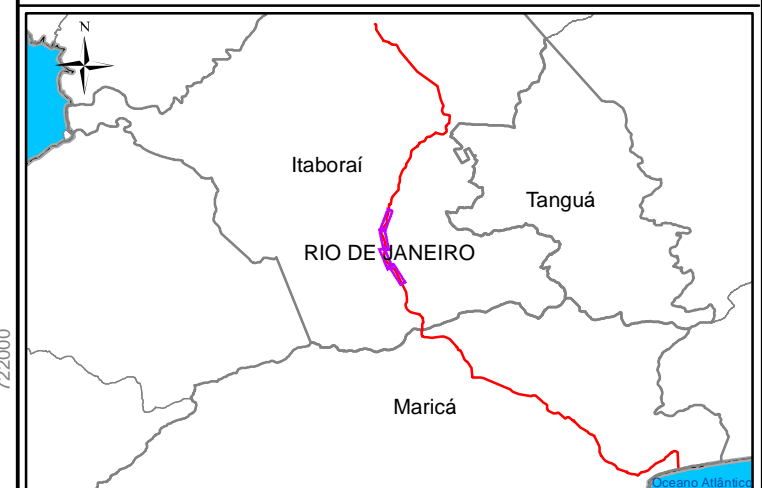 N
Itaboraí
Tanguá
RIO DE JANEIRO
722000
Maricá
Oceano Atlântico